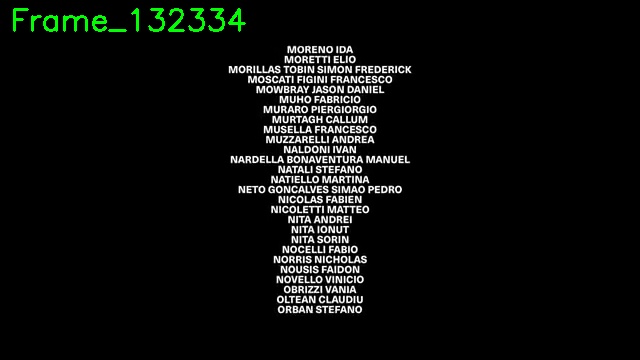 Frame_132334
MORENO IDA
MORETTI ELIO
MORILLAS TOBIN SIMON FREDERICK
MOSCATI FIGINI FRANCESCO
MOWBRAY JASON DANIEL
MUHO FABRICIO
MURARO PIERGIORGIO
MURTAGH CALLUM
MUSELLA FRANCESCO
MUZZARELLI ANDREA
NALDONI IVAN
NARDELLA BONAVENTURA MANUEL
NATALI STEFANO
NATIELLO MARTINA
NETO GONCALVES SIMAO PEDRO
NICOLAS FABIEN
NICOLETTI MATTEO
NITA ANDREI
NITA IONUT
NITA SORIN
NOCELLI FABIO
NORRIS NICHOLAS
NOUSIS FAIDON
NOVELLO VINICIO
OBRIZZI VANIA
OLTEAN CLAUDIU
ORBAN STEFANO